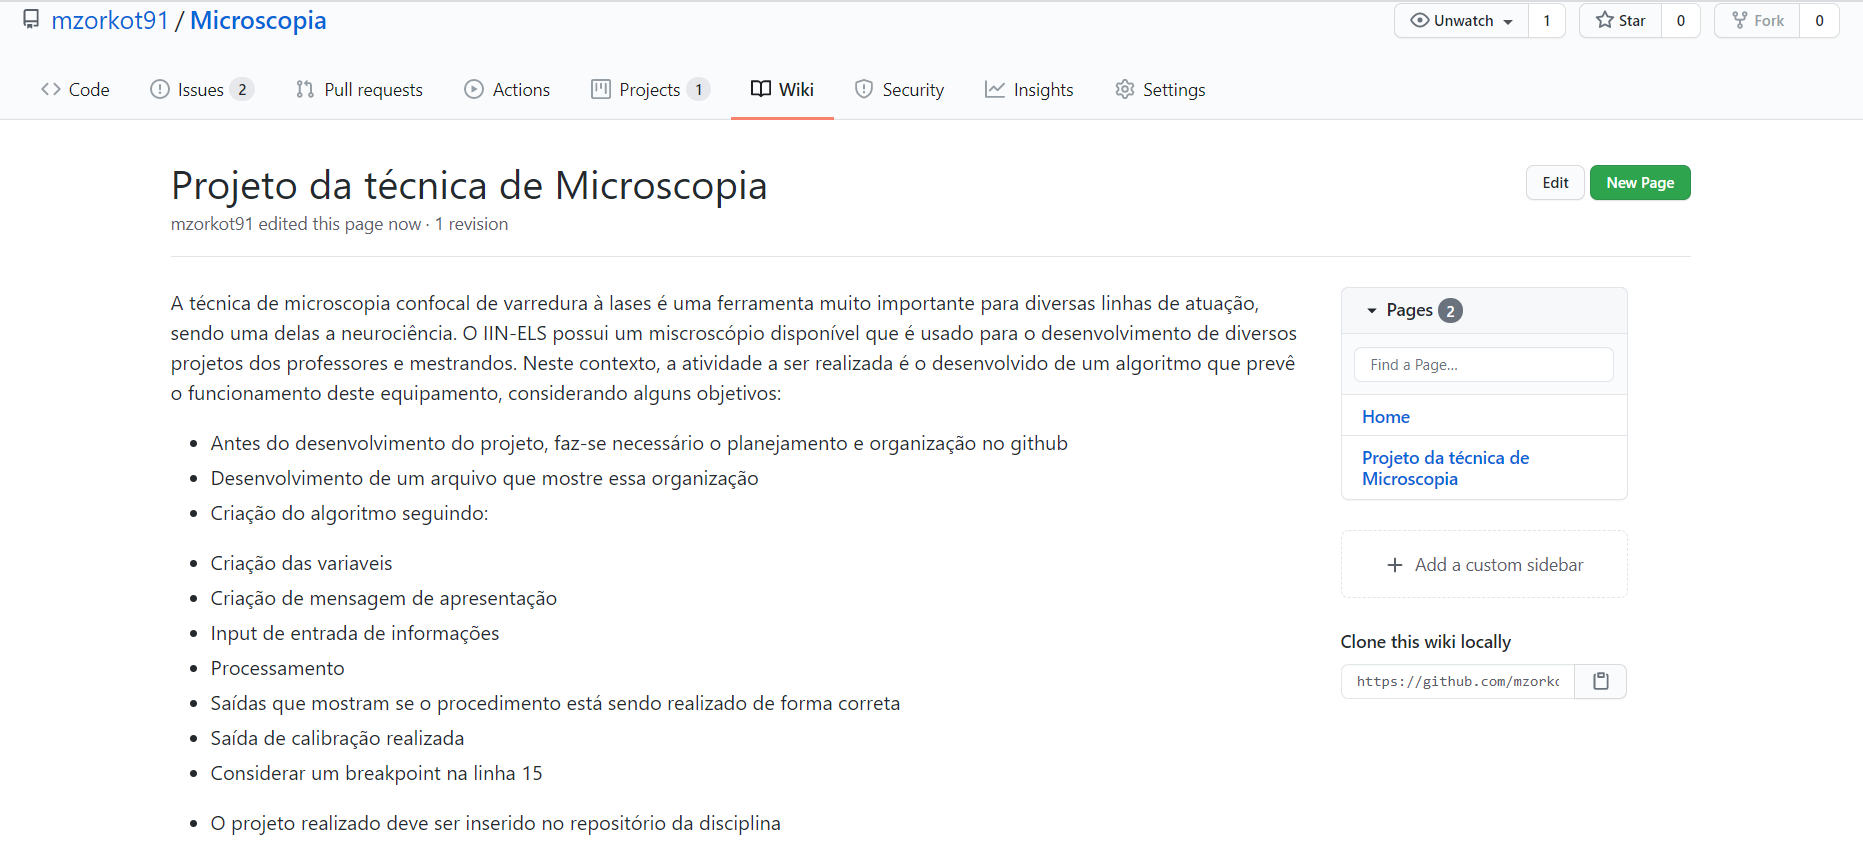 mzorkot91 / Microscopia
Unwatch 1 Star 0 Fork 0
Code Issues 2 Pull requests Actions Projects 1 Wiki Security Insights Settings
Projeto da técnica de Microscopia
Edit New Page
mzorkot91 edited this page now · 1 revision
A técnica de microscopia confocal de varredura à lases é uma ferramenta muito importante para diversas linhas de atuação,
sendo uma delas a neurociência. O IIN-ELS possui um miscroscópio disponível que é usado para o desenvolvimento de diversos
projetos dos professores e mestrandos. Neste contexto, a atividade a ser realizada é o desenvolvido de um algoritmo que prevê
o funcionamento deste equipamento, considerando alguns objetivos:
• Antes do desenvolvimento do projeto, faz-se necessário o planejamento e organização no github
• Desenvolvimento de um arquivo que mostre essa organização
• Criação do algoritmo seguindo:
• Criação das variaveis
• Criação de mensagem de apresentação
• Input de entrada de informações
• Processamento
• Saídas que mostram se o procedimento está sendo realizado de forma correta
• Saída de calibração realizada
• Considerar um breakpoint na linha 15
• O projeto realizado deve ser inserido no repositório da disciplina
Pages 2
Find a Page...
Home
Projeto da técnica de
Microscopia
+ Add a custom sidebar
Clone this wiki locally
https://github.com/mzork